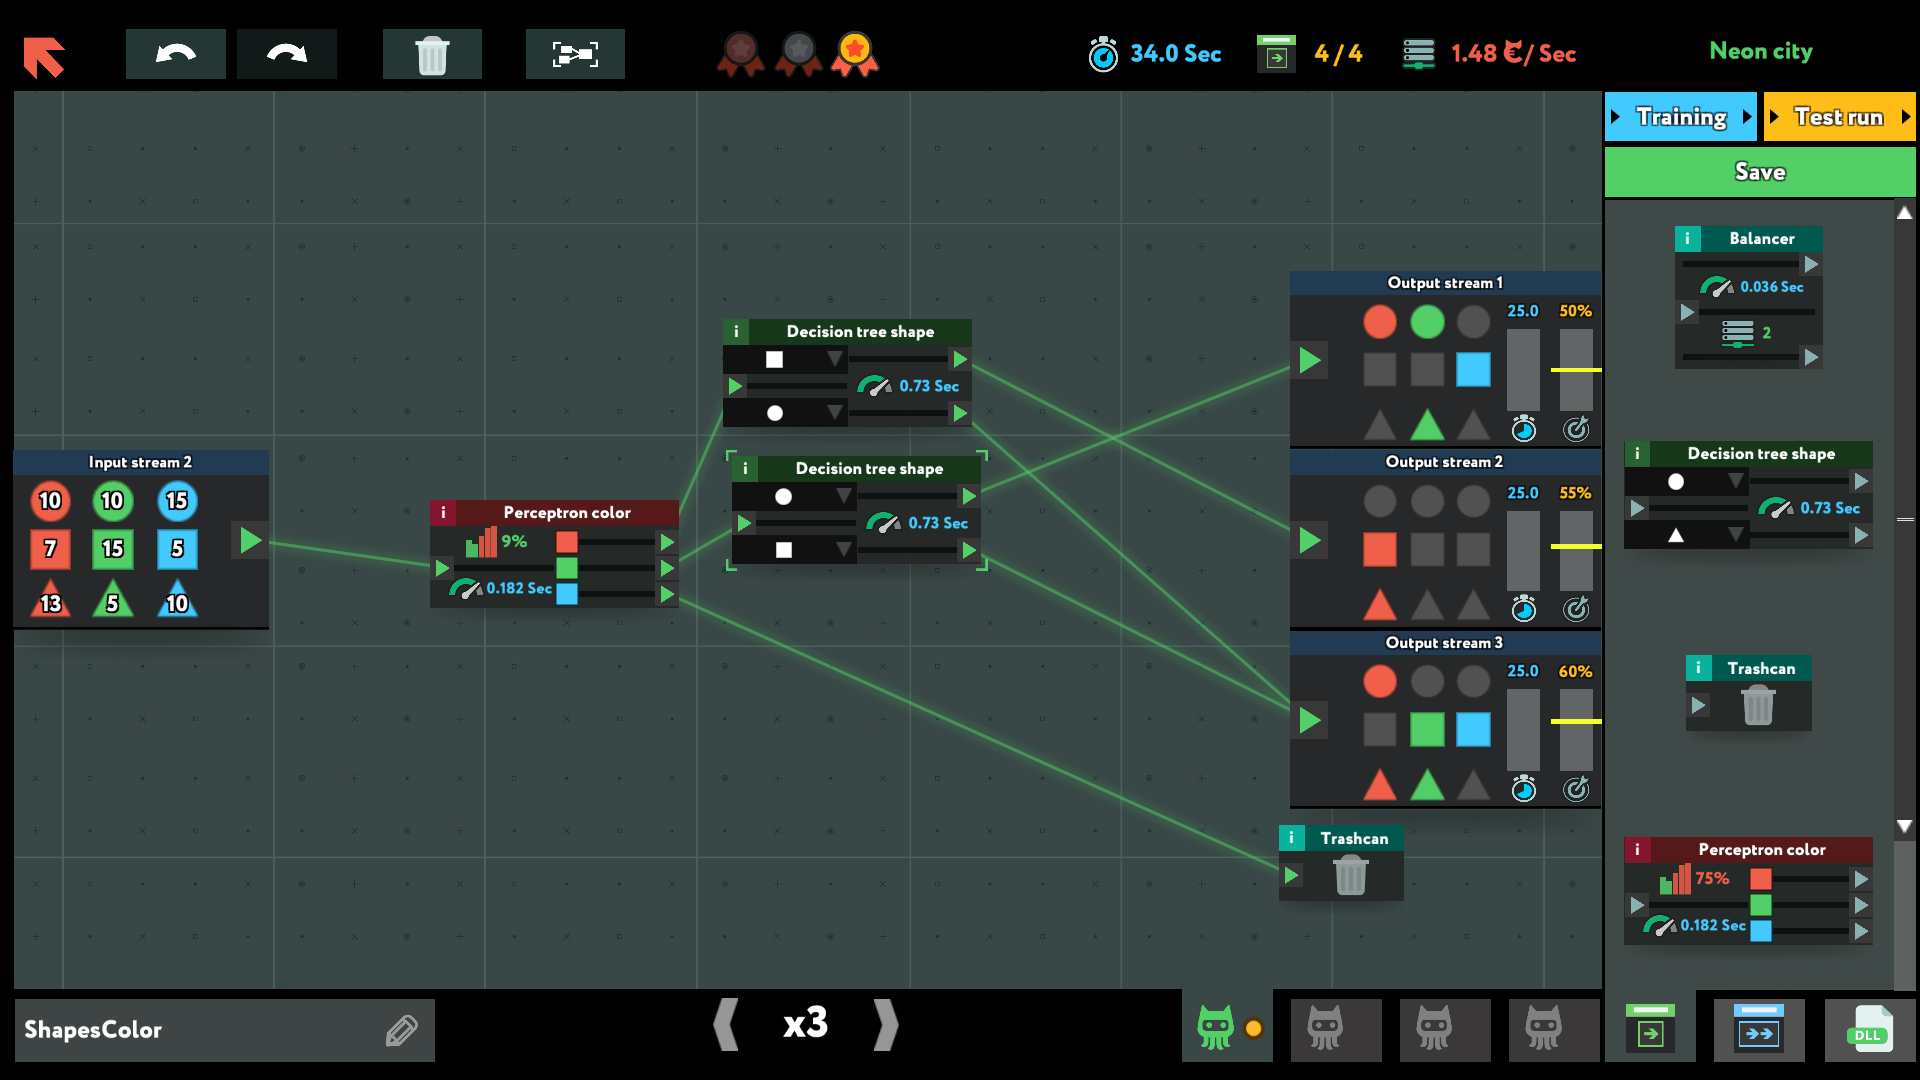 34.0 Sec
4/4
1.48 €/ Sec
Neon city
Training
Test run
Save
i Balancer
0.036 Sec
2
Output stream 1
25.0 50%
i Decision tree shape
0.73 Sec
Input stream 2
10 10 15
7 15 5
13 5 10
i Perceptron color
9%
0.182 Sec
i Decision tree shape
0.73 Sec
Output stream 2
25.0 55%
i Decision tree shape
0.73 Sec
Output stream 3
25.0 60%
i Trashcan
i Trashcan
i Perceptron color
75%
0.182 Sec
ShapesColor
x3
DLL